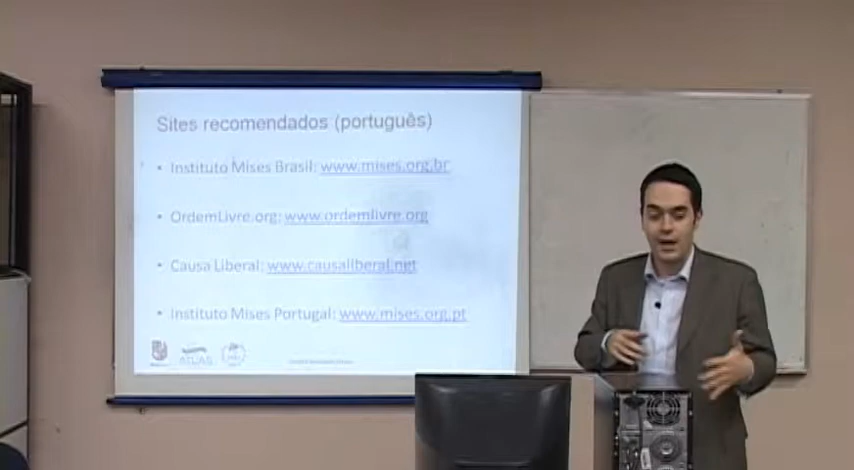 Sites recomendados (português)
• Instituto Mises Brasil: www.mises.org.br
• OrdemLivre.org: www.ordemlivre.org
• Causa Liberal: www.causaliberal.net
• Instituto Mises Portugal: www.mises.org.pt
ATLAS